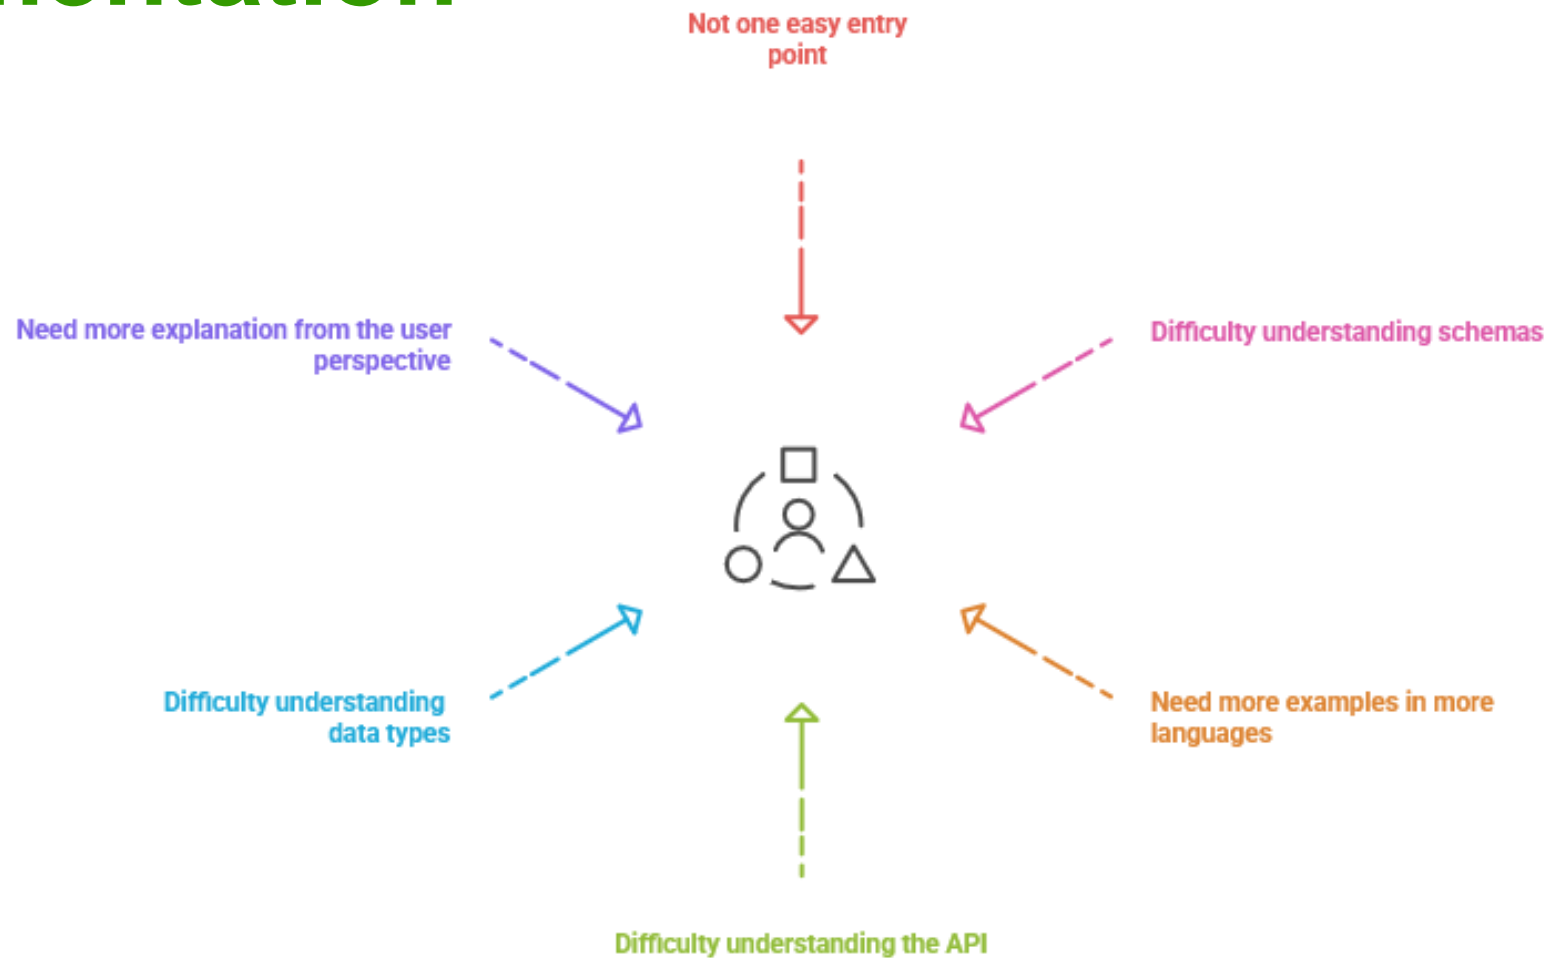 Not one easy entry
point
Need more explanation from the user
perspective
Difficulty understanding schemas
Difficulty understanding
data types
Need more examples in more
languages
Difficulty understanding the API